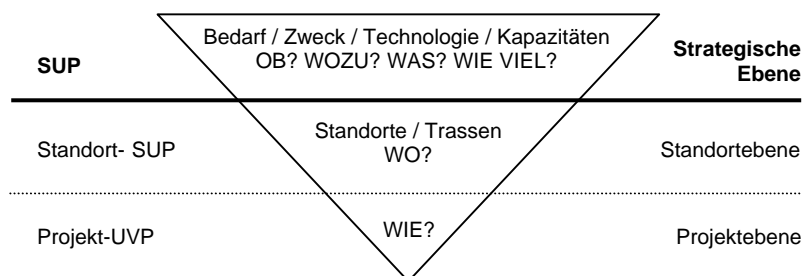 Bedarf / Zweck / Technologie / Kapazitäten
OB? WOZU? WAS? WIE VIEL?
SUP
Strategische
Ebene
Standorte / Trassen
WO?
Standort- SUP
Standortebene
WIE?
Projekt-UVP
Projektebene